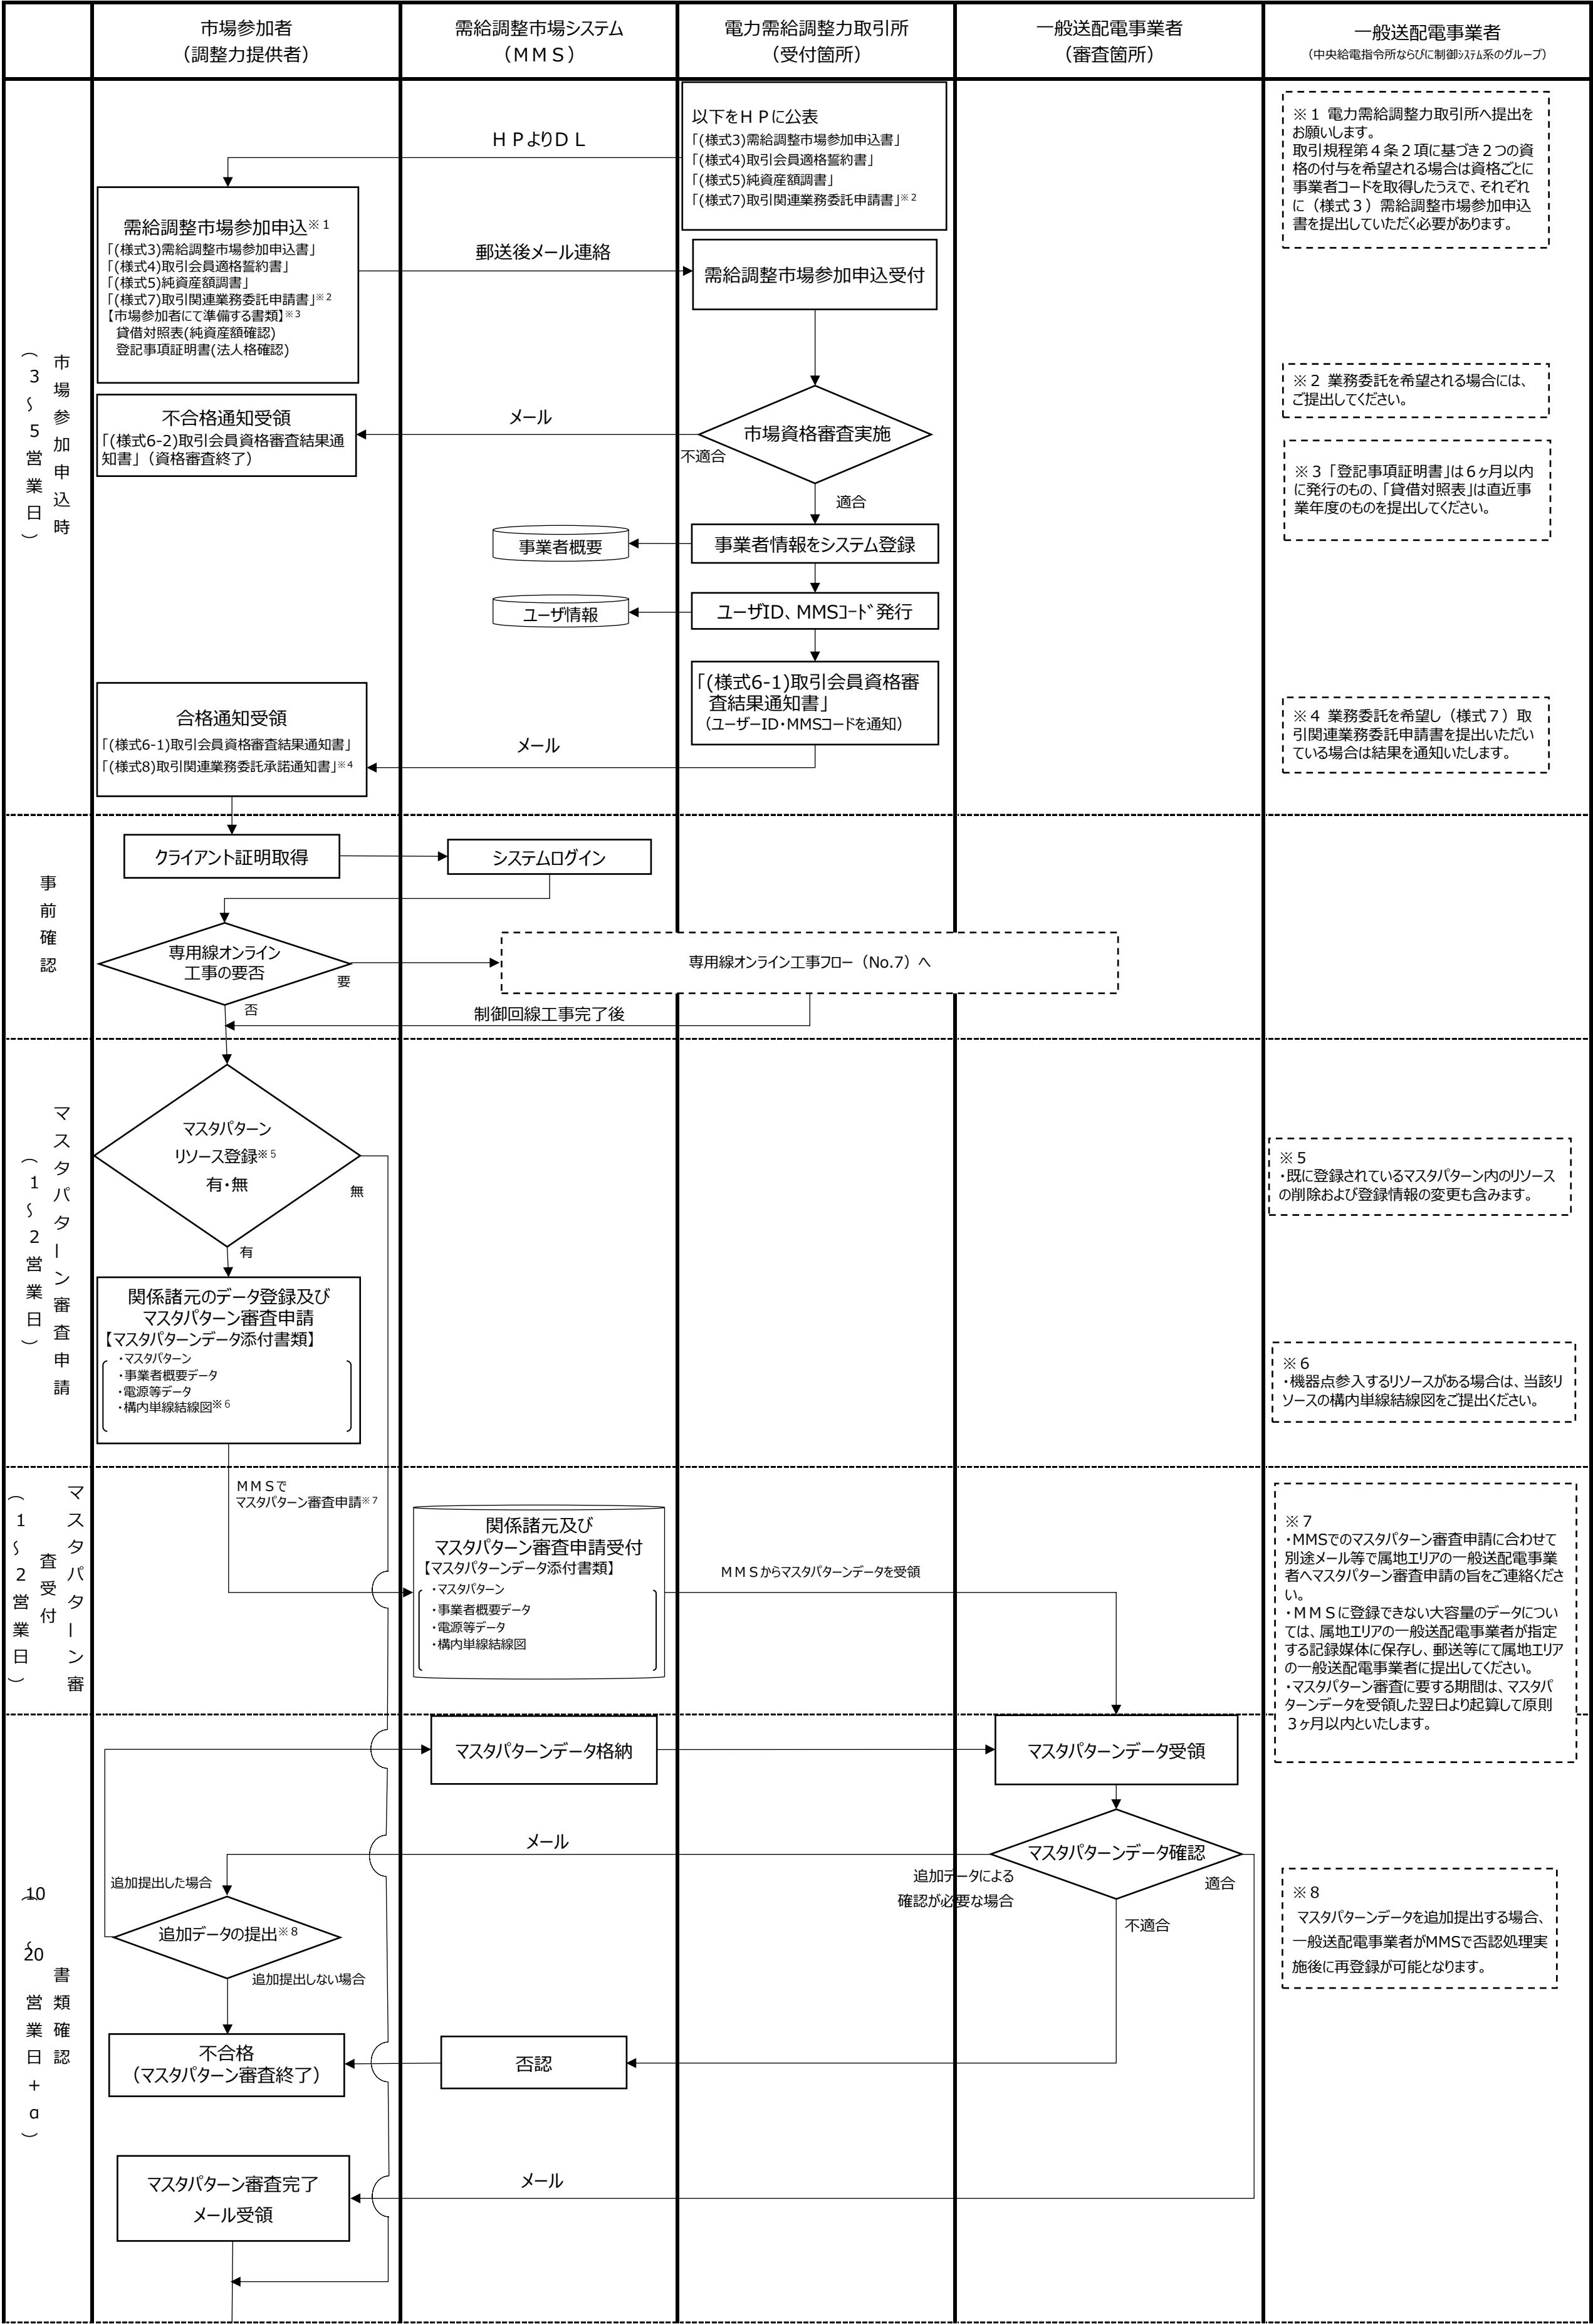 市場参加者
（調整力提供者）
需給調整市場システム
（ＭＭＳ）
電力需給調整力取引所
（受付箇所）
一般送配電事業者
（審査箇所）
一般送配電事業者
（中央給電指令所ならびに制御ｼｽﾃﾑ系のグループ）
市場参加申込時
（3～5営業日）
以下をＨＰに公表
「(様式3)需給調整市場参加申込書」
「(様式4)取引会員適格誓約書」
「(様式5)純資産額調書」
「(様式7)取引関連業務委託申請書」※2
ＨＰよりＤＬ
※1 電力需給調整力取引所へ提出を
お願いします。
取引規程第４条２項に基づき２つの資
格の付与を希望される場合は資格ごとに
事業者コードを取得したうえで、それぞれ
に（様式３）需給調整市場参加申込
書を提出していただく必要があります。
需給調整市場参加申込※1
「(様式3)需給調整市場参加申込書」
「(様式4)取引会員適格誓約書」
「(様式5)純資産額調書」
「(様式7)取引関連業務委託申請書」※2
【市場参加者にて準備する書類】※3
貸借対照表(純資産額確認)
登記事項証明書(法人格確認)
郵送後メール連絡
需給調整市場参加申込受付
※2 業務委託を希望される場合には、
ご提出してください。
不合格通知受領
「(様式6-2)取引会員資格審査結果通
知書」（資格審査終了）
メール
市場資格審査実施
不適合
適合
※3「登記事項証明書」は６ヶ月以内
に発行のもの、「貸借対照表」は直近事
業年度のものを提出してください。
事業者概要
事業者情報をシステム登録
ユーザ情報
ユーザID、MMSｺｰﾄﾞ発行
「(様式6-1)取引会員資格審
査結果通知書」
（ユーザーID・MMSコードを通知）
合格通知受領
「(様式6-1)取引会員資格審査結果通知書」
「(様式8)取引関連業務委託承諾通知書」※4
メール
※4 業務委託を希望し（様式７）取
引関連業務委託申請書を提出いただい
ている場合は結果を通知いたします。
事前確認
クライアント証明取得
システムログイン
専用線オンライン
工事の要否
要
否
専用線オンライン工事フロー（No.7）へ
制御回線工事完了後
マスタパターン審査申請
（1～2営業日）
マスタパターン
リソース登録※5
有・無
無
有
※5
・既に登録されているマスタパターン内のリソース
の削除および登録情報の変更も含みます。
関係諸元のデータ登録及び
マスタパターン審査申請
【マスタパターンデータ添付書類】
・マスタパターン
・事業者概要データ
・電源等データ
・構内単線結線図※6
※6
・機器点参入するリソースがある場合は、当該リ
ソースの構内単線結線図をご提出ください。
マスタパターン審
査受付
（1～2営業日）
ＭＭＳで
マスタパターン審査申請※7
関係諸元及び
マスタパターン審査申請受付
【マスタパターンデータ添付書類】
・マスタパターン
・事業者概要データ
・電源等データ
・構内単線結線図
ＭＭＳからマスタパターンデータを受領
※7
・MMSでのマスタパターン審査申請に合わせて
別途メール等で属地エリアの一般送配電事業
者へマスタパターン審査申請の旨をご連絡くださ
い。
・ＭＭＳに登録できない大容量のデータについ
ては、属地エリアの一般送配電事業者が指定
する記録媒体に保存し、郵送等にて属地エリア
の一般送配電事業者に提出してください。
・マスタパターン審査に要する期間は、マスタパ
ターンデータを受領した翌日より起算して原則
３ヶ月以内といたします。
書類確認
（10～20営業日＋α）
マスタパターンデータ格納
マスタパターンデータ受領
メール
マスタパターンデータ確認
追加データによる
確認が必要な場合
適合
不適合
追加提出した場合
追加データの提出※8
追加提出しない場合
※8
マスタパターンデータを追加提出する場合、
一般送配電事業者がMMSで否認処理実
施後に再登録が可能となります。
不合格
（マスタパターン審査終了）
否認
マスタパターン審査完了
メール受領
メール